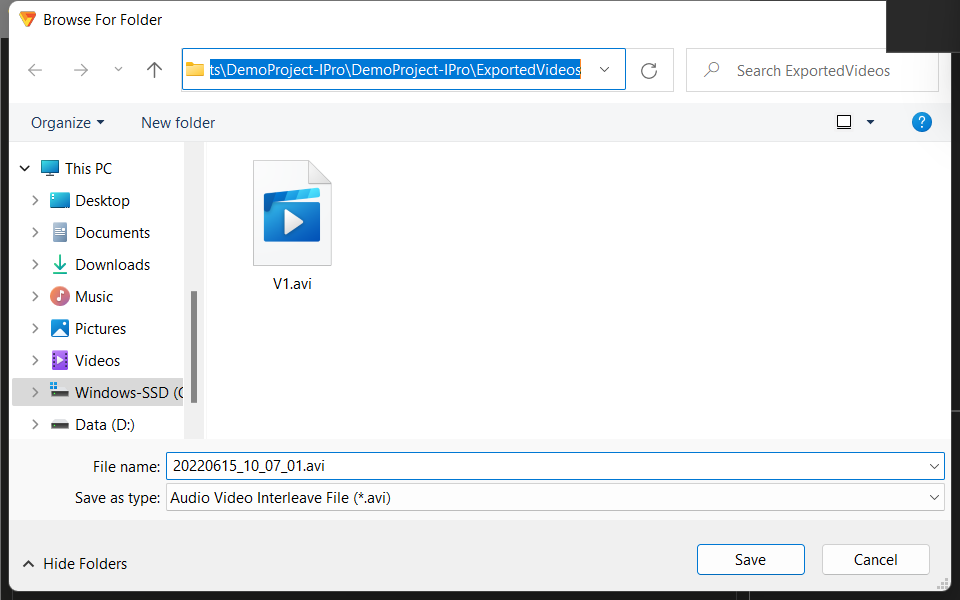 Browse For Folder
ts\DemoProject-IPro\DemoProject-IPro\ExportedVideos
Search ExportedVideos
Organize
New folder
?
This PC
Desktop
Documents
Downloads
Music
Pictures
Videos
Windows-SSD (C
Data (D:)
V1.avi
File name: 20220615_10_07_01.avi
Save as type: Audio Video Interleave File (*.avi)
Hide Folders
Save
Cancel